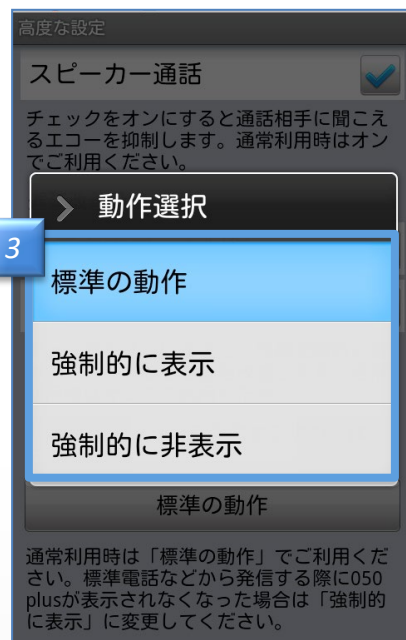 高度な設定
スピーカー通話
チェックをオンにすると通話相手に聞こえ
るエコーを抑制します。通常利用時はオン
でご利用ください。
動作選択
3
標準の動作
強制的に表示
強制的に非表示
標準の動作
通常利用時は「標準の動作」でご利用くだ
さい。標準電話などから発信する際に050
plusが表示されなくなった場合は「強制的
に表示」に変更してください。